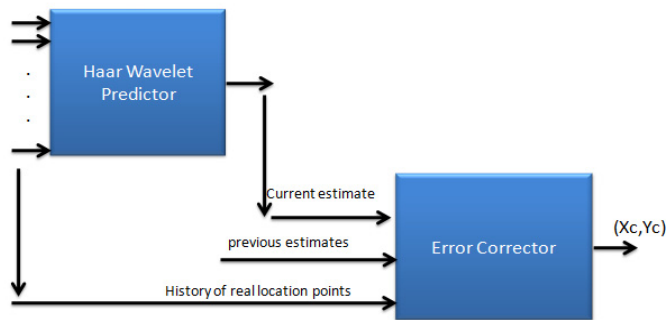 Haar Wavelet
Predictor
Current estimate
previous estimates
History of real location points
Error Corrector
(Xc,Yc)